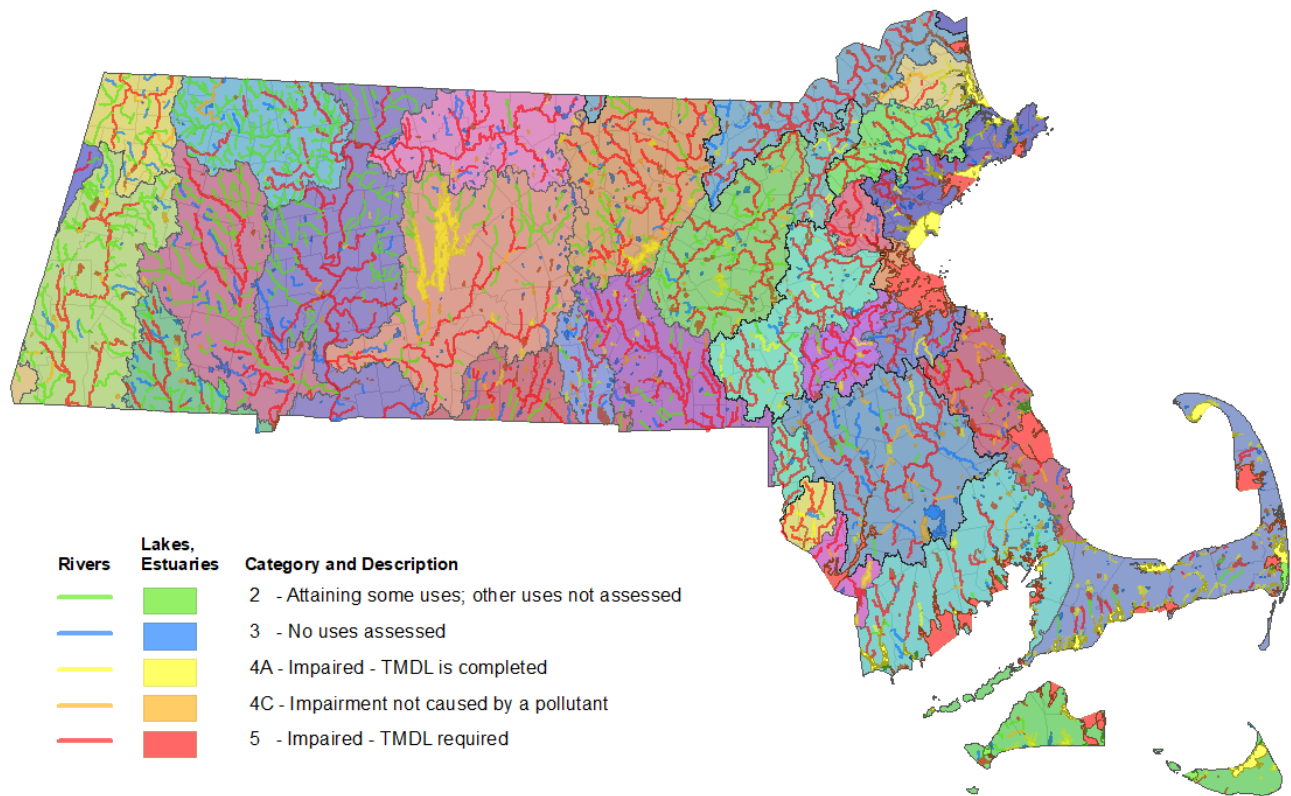 Rivers
Lakes,
Estuaries
Category and Description
2 - Attaining some uses; other uses not assessed
3 - No uses assessed
4A - Impaired - TMDL is completed
4C - Impairment not caused by a pollutant
5 - Impaired - TMDL required